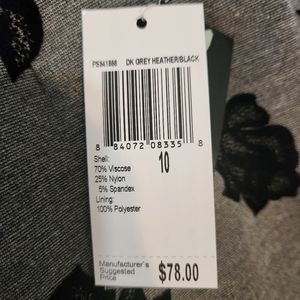 PS941888 DK GREY HEATHER/BLACK
8 84072 08335 8
Shell: 10
70% Viscose
25% Nylon
5% Spandex
Lining:
100% Polyester
Manufacturer's
Suggested
Price $78.00